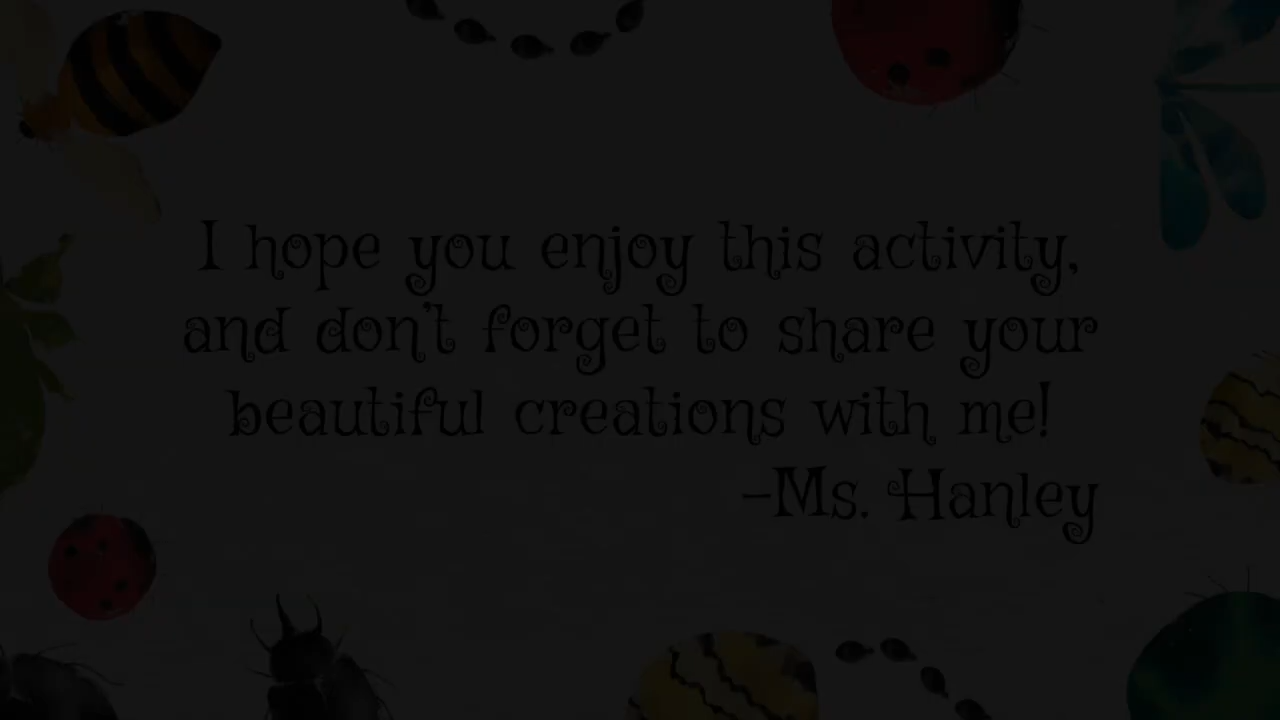 I hope you enjoy this activity,
and don't forget to share your
beautiful creations with me!
-Ms. Hanley